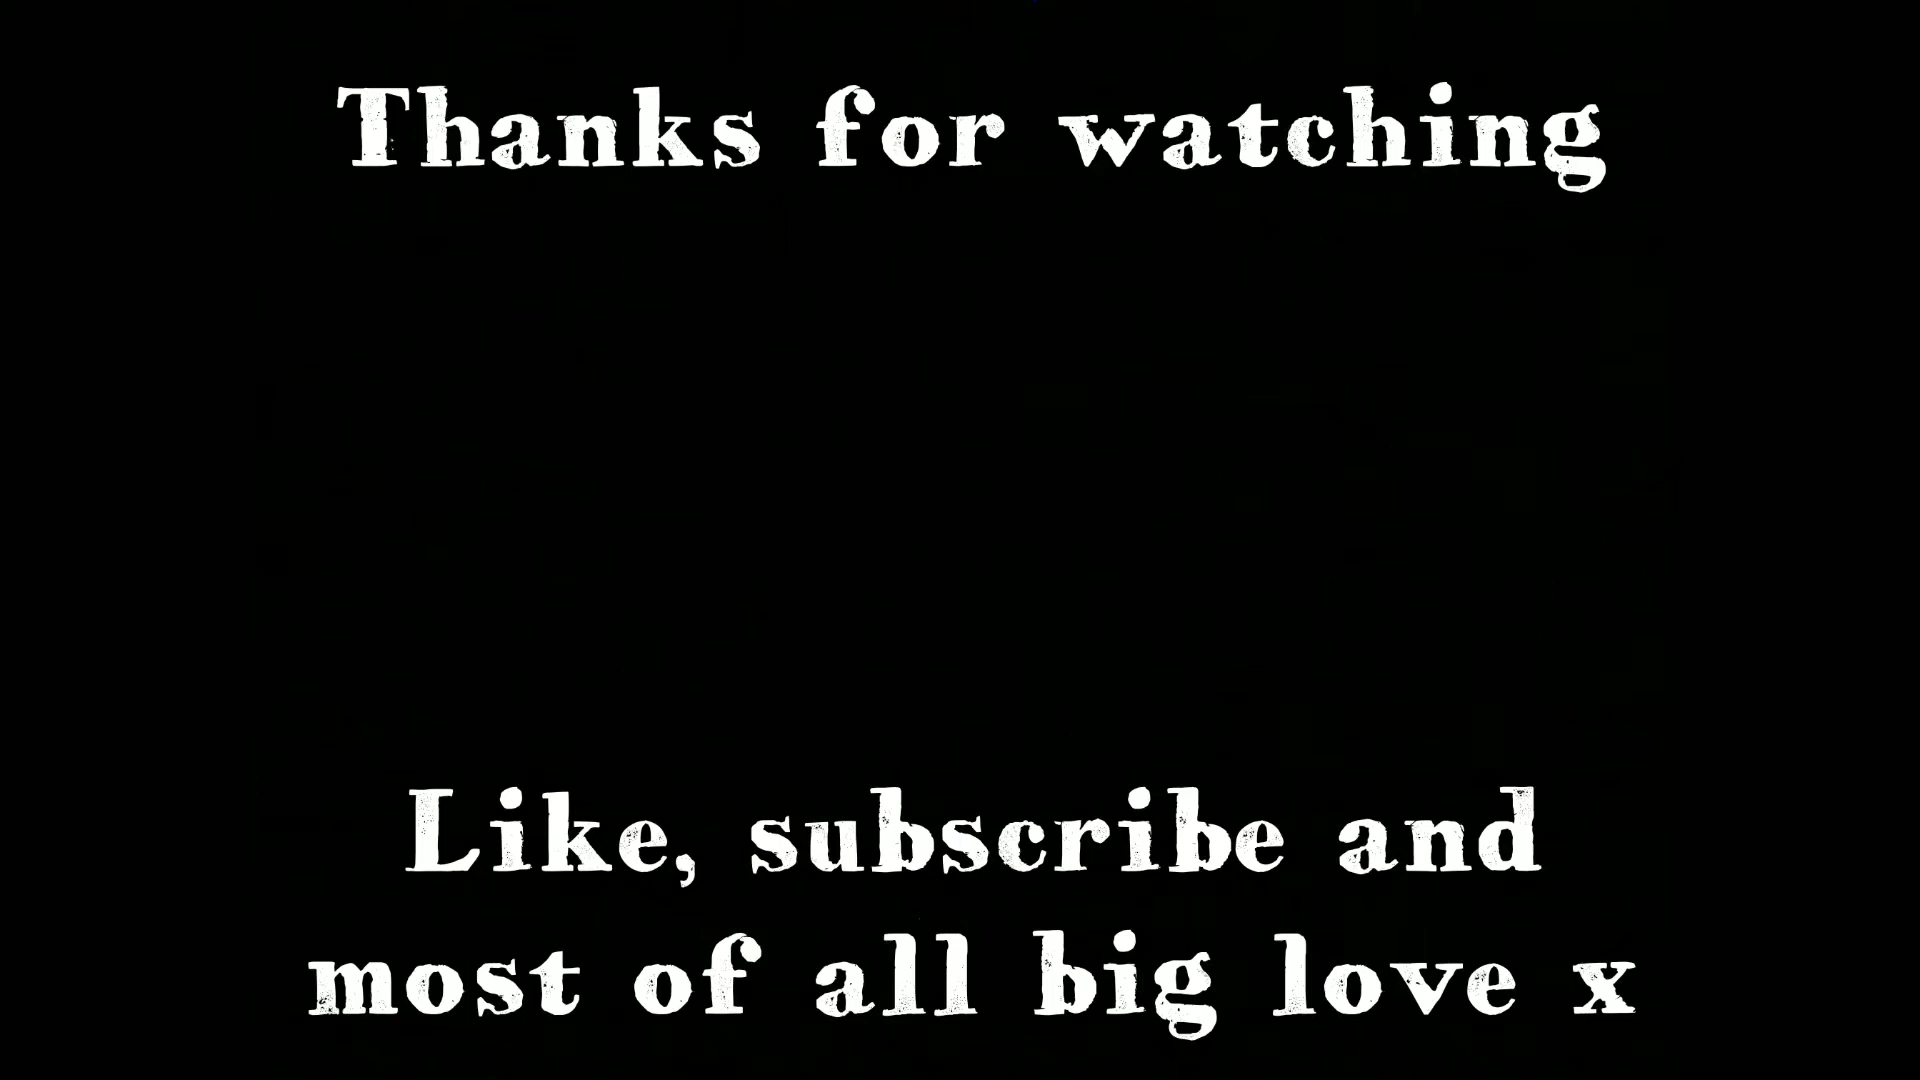 Thanks for watching
Like, subscribe and
most of all big love x